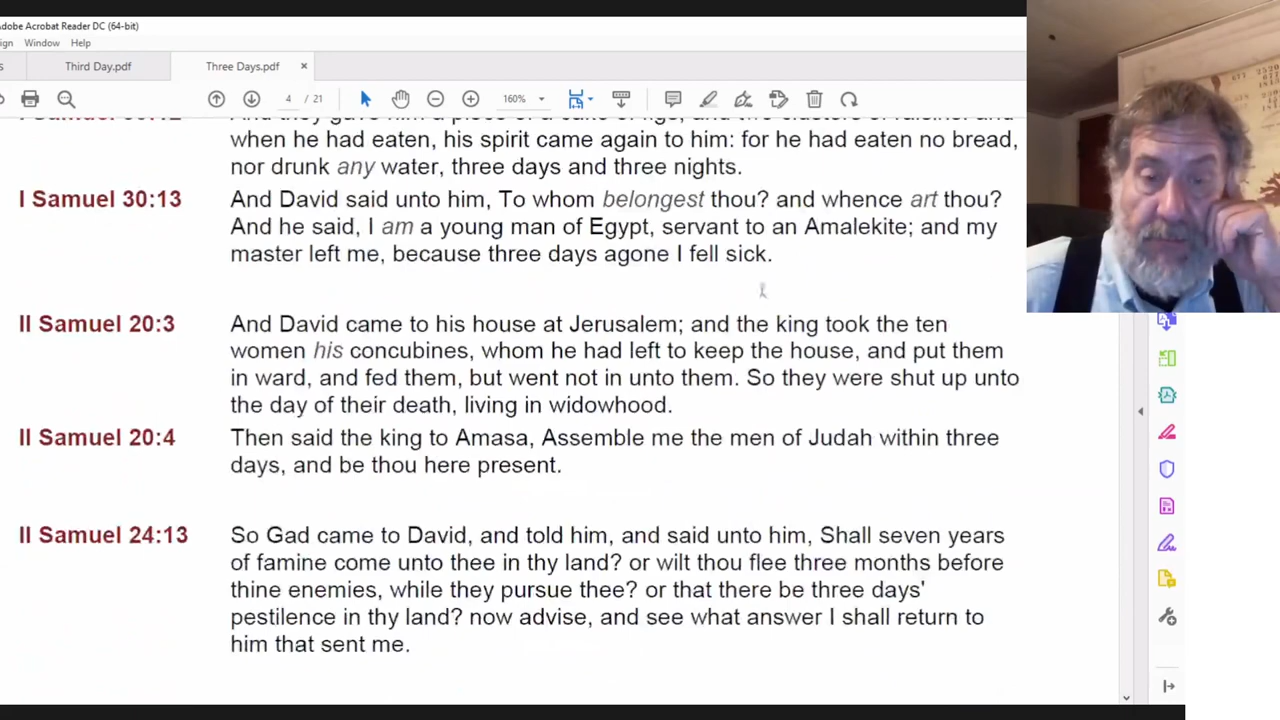 Adobe Acrobat Reader DC (64-bit)
Window Help
Third Day.pdf Three Days.pdf ×
4 / 21 160%
when he had eaten, his spirit came again to him: for he had eaten no bread,
nor drunk any water, three days and three nights.
I Samuel 30:13 And David said unto him, To whom belongest thou? and whence art thou?
And he said, I am a young man of Egypt, servant to an Amalekite; and my
master left me, because three days agone I fell sick.
II Samuel 20:3 And David came to his house at Jerusalem; and the king took the ten
women his concubines, whom he had left to keep the house, and put them
in ward, and fed them, but went not in unto them. So they were shut up unto
the day of their death, living in widowhood.
II Samuel 20:4 Then said the king to Amasa, Assemble me the men of Judah within three
days, and be thou here present.
II Samuel 24:13 So Gad came to David, and told him, and said unto him, Shall seven years
of famine come unto thee in thy land? or wilt thou flee three months before
thine enemies, while they pursue thee? or that there be three days'
pestilence in thy land? now advise, and see what answer I shall return to
him that sent me.